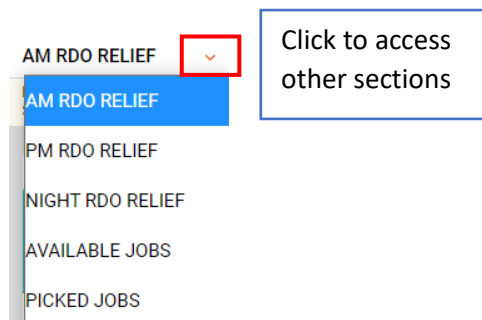 AM RDO RELIEF
Click to access
other sections
AM RDO RELIEF
PM RDO RELIEF
NIGHT RDO RELIEF
AVAILABLE JOBS
PICKED JOBS